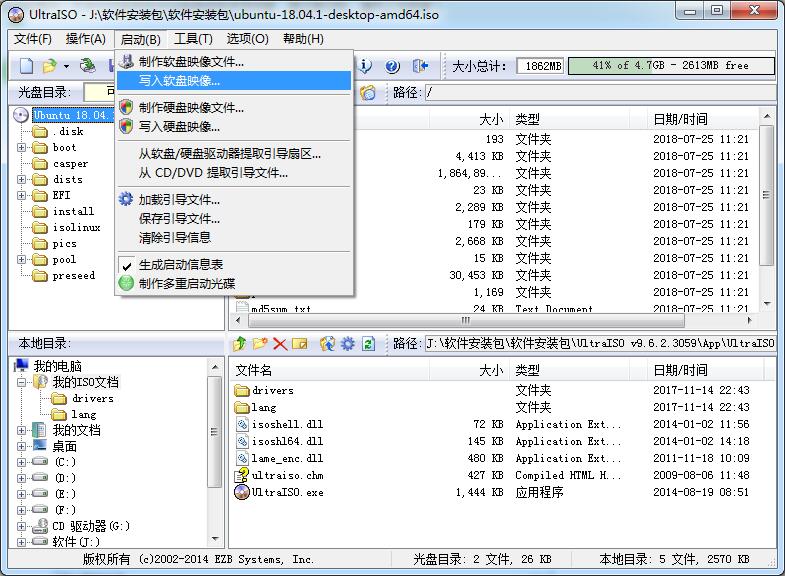 UltraISO - J:\软件安装包\软件安装包\ubuntu-18.04.1-desktop-amd64.iso
文件(F) 操作(A) 启动(B) 工具(T) 选项(O) 帮助(H)
大小总计: 1862MB 41% of 4.7GB - 2613MB free
光盘目录: 可 路径: /
制作软盘映像文件...
写入软盘映像...
制作硬盘映像文件...
写入硬盘映像...
从软盘/硬盘驱动器提取引导扇区...
从 CD/DVD 提取引导文件...
加载引导文件...
保存引导文件...
清除引导信息
生成启动信息表
制作多重启动光碟
Ubuntu 18.04.
.disk
boot
casper
dists
EFI
install
isolinux
pics
pool
preseed
大小 类型 日期/时间
193 文件夹 2018-07-25 11:21
4,413 KB 文件夹 2018-07-25 11:21
1,864,89... 文件夹 2018-07-25 11:21
23 KB 文件夹 2018-07-25 11:21
2,289 KB 文件夹 2018-07-25 11:21
179 KB 文件夹 2018-07-25 11:21
2,668 KB 文件夹 2018-07-25 11:21
15 KB 文件夹 2018-07-25 11:21
30,453 KB 文件夹 2018-07-25 11:21
1,169 文件夹 2018-07-25 11:21
md5sum.txt 24 KB Text Document 2018-07-25 11:21
本地目录: 路径: J:\软件安装包\软件安装包\UltraISO v9.6.2.3059\App\UltraISO
我的电脑
我的ISO文档
drivers
lang
我的文档
桌面
(C:)
(D:)
(E:)
(F:)
CD 驱动器(G:)
软件(J:)
文件名 大小 类型 日期/时间
drivers 文件夹 2017-11-14 22:43
lang 文件夹 2017-11-14 22:43
isoshell.dll 72 KB Application Ext... 2014-01-02 11:56
isoshl64.dll 145 KB Application Ext... 2014-01-02 14:18
lame_enc.dll 480 KB Application Ext... 2011-11-18 10:09
ultraiso.chm 427 KB Compiled HTML H... 2009-08-06 11:48
UltraISO.exe 1,444 KB 应用程序 2014-08-19 08:51
版权所有 (c)2002-2014 EZB Systems, Inc. 光盘目录: 2 文件, 26 KB 本地目录: 5 文件, 2570 KB